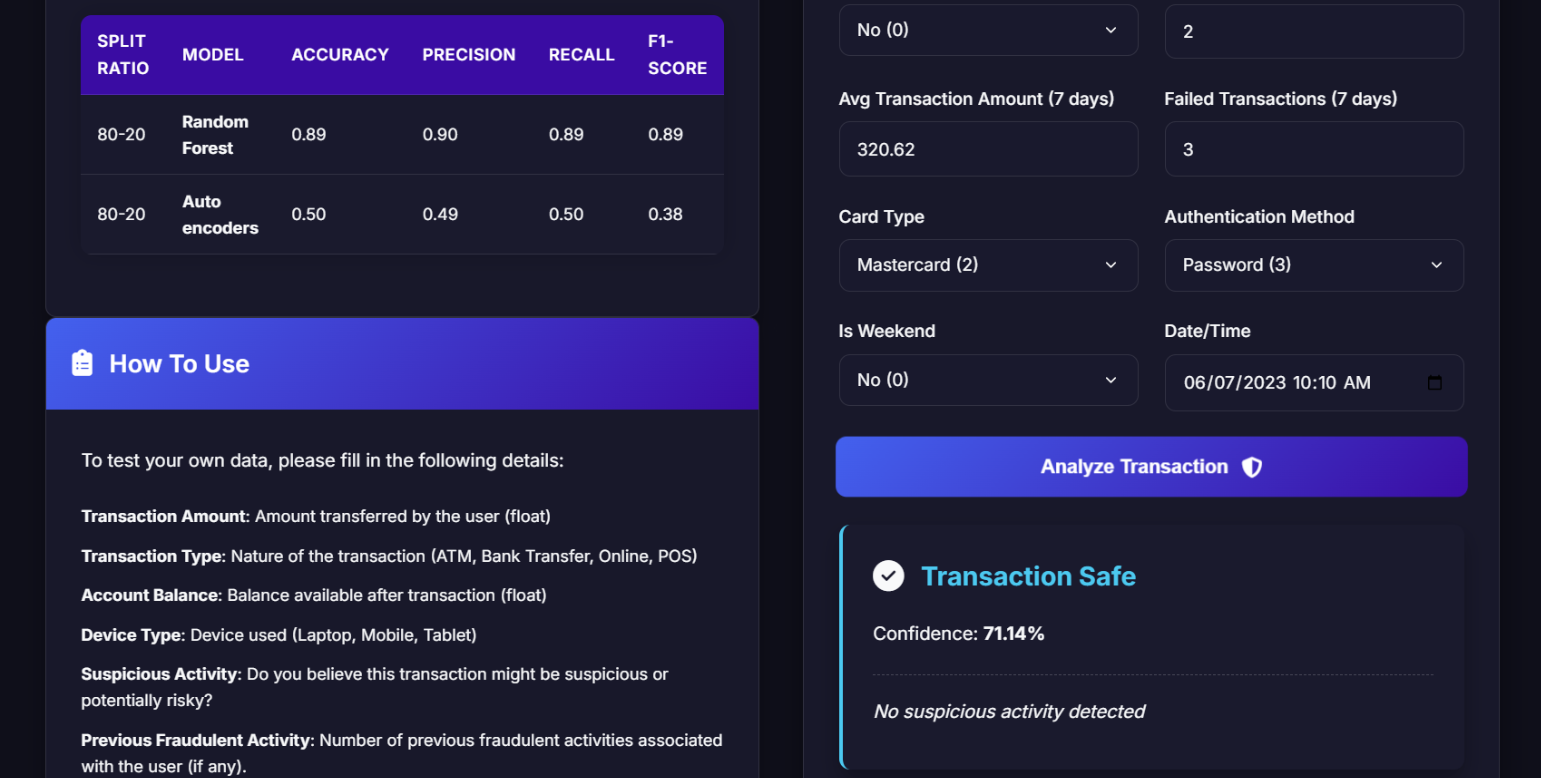 SPLIT RATIO MODEL ACCURACY PRECISION RECALL F1-SCORE
80-20 Random Forest 0.89 0.90 0.89 0.89
80-20 Auto encoders 0.50 0.49 0.50 0.38
How To Use
To test your own data, please fill in the following details:
Transaction Amount: Amount transferred by the user (float)
Transaction Type: Nature of the transaction (ATM, Bank Transfer, Online, POS)
Account Balance: Balance available after transaction (float)
Device Type: Device used (Laptop, Mobile, Tablet)
Suspicious Activity: Do you believe this transaction might be suspicious or
potentially risky?
Previous Fraudulent Activity: Number of previous fraudulent activities associated
with the user (if any).
No (0) 2
Avg Transaction Amount (7 days) Failed Transactions (7 days)
320.62 3
Card Type Authentication Method
Mastercard (2) Password (3)
Is Weekend Date/Time
No (0) 06/07/2023 10:10 AM
Analyze Transaction
Transaction Safe
Confidence: 71.14%
No suspicious activity detected